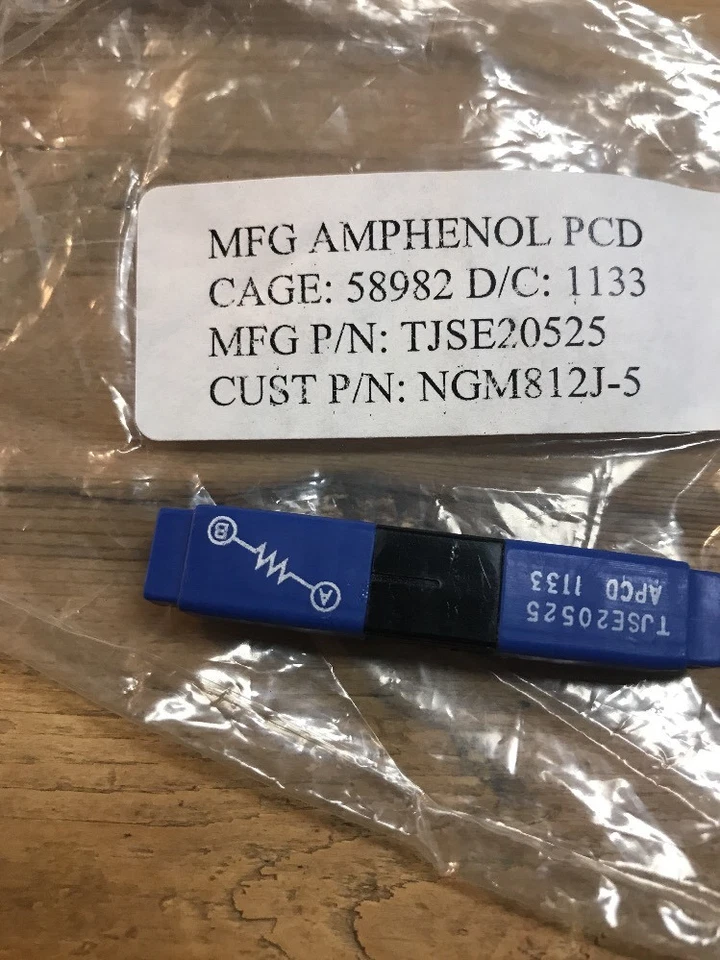 MFG AMPHENOL PCD
CAGE: 58982 D/C: 1133
MFG P/N: TJSE20525
CUST P/N: NGM812J-5
B
A
TJSE20525
APCD 1133